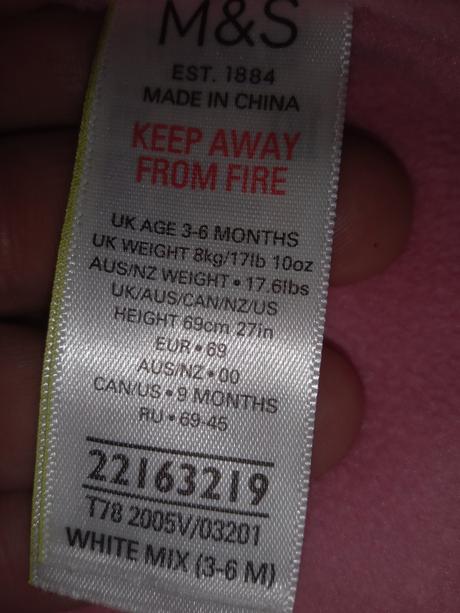 M&S
EST. 1884
MADE IN CHINA
KEEP AWAY
FROM FIRE
UK AGE 3-6 MONTHS
UK WEIGHT 8kg/17lb 10oz
AUS/NZ WEIGHT • 17.6lbs
UK/AUS/CAN/NZ/US
HEIGHT 69cm 27in
EUR • 69
AUS/NZ • 00
CAN/US • 9 MONTHS
RU • 69-45
22163219
T78 2005V/03201
WHITE MIX (3-6 M)